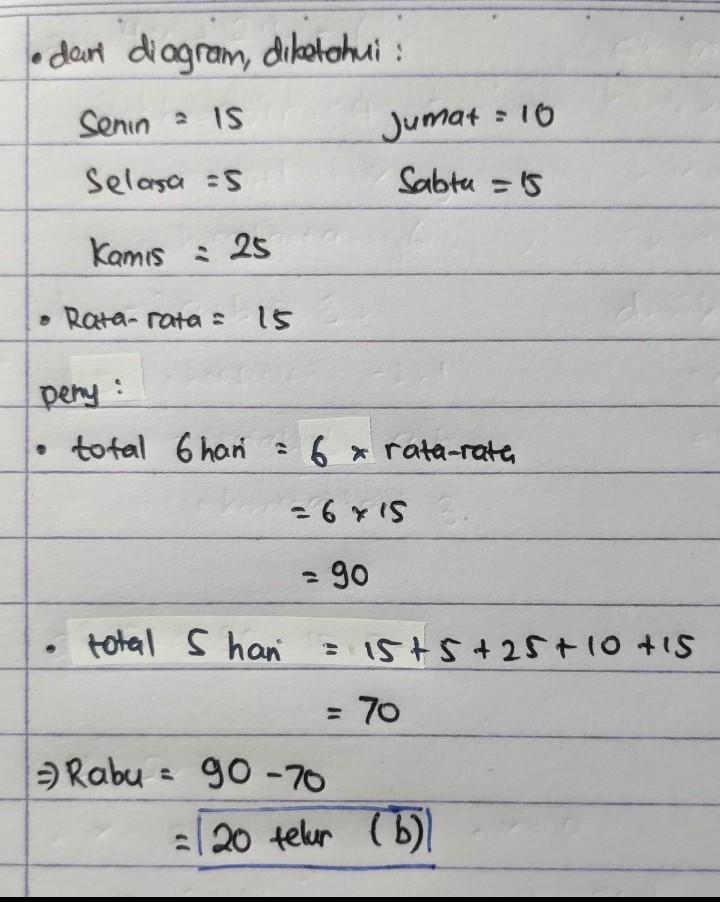 • dari diagram, diketahui :
Senin = 15 Jumat = 10
Selasa = 5 Sabtu = 15
Kamis = 25
• Rata-rata = 15
peny :
• total 6 hari = 6 × rata-rata
= 6 × 15
= 90
• total 5 hari = 15 + 5 + 25 + 10 + 15
= 70
⇒ Rabu = 90 - 70
= 20 telur (b)